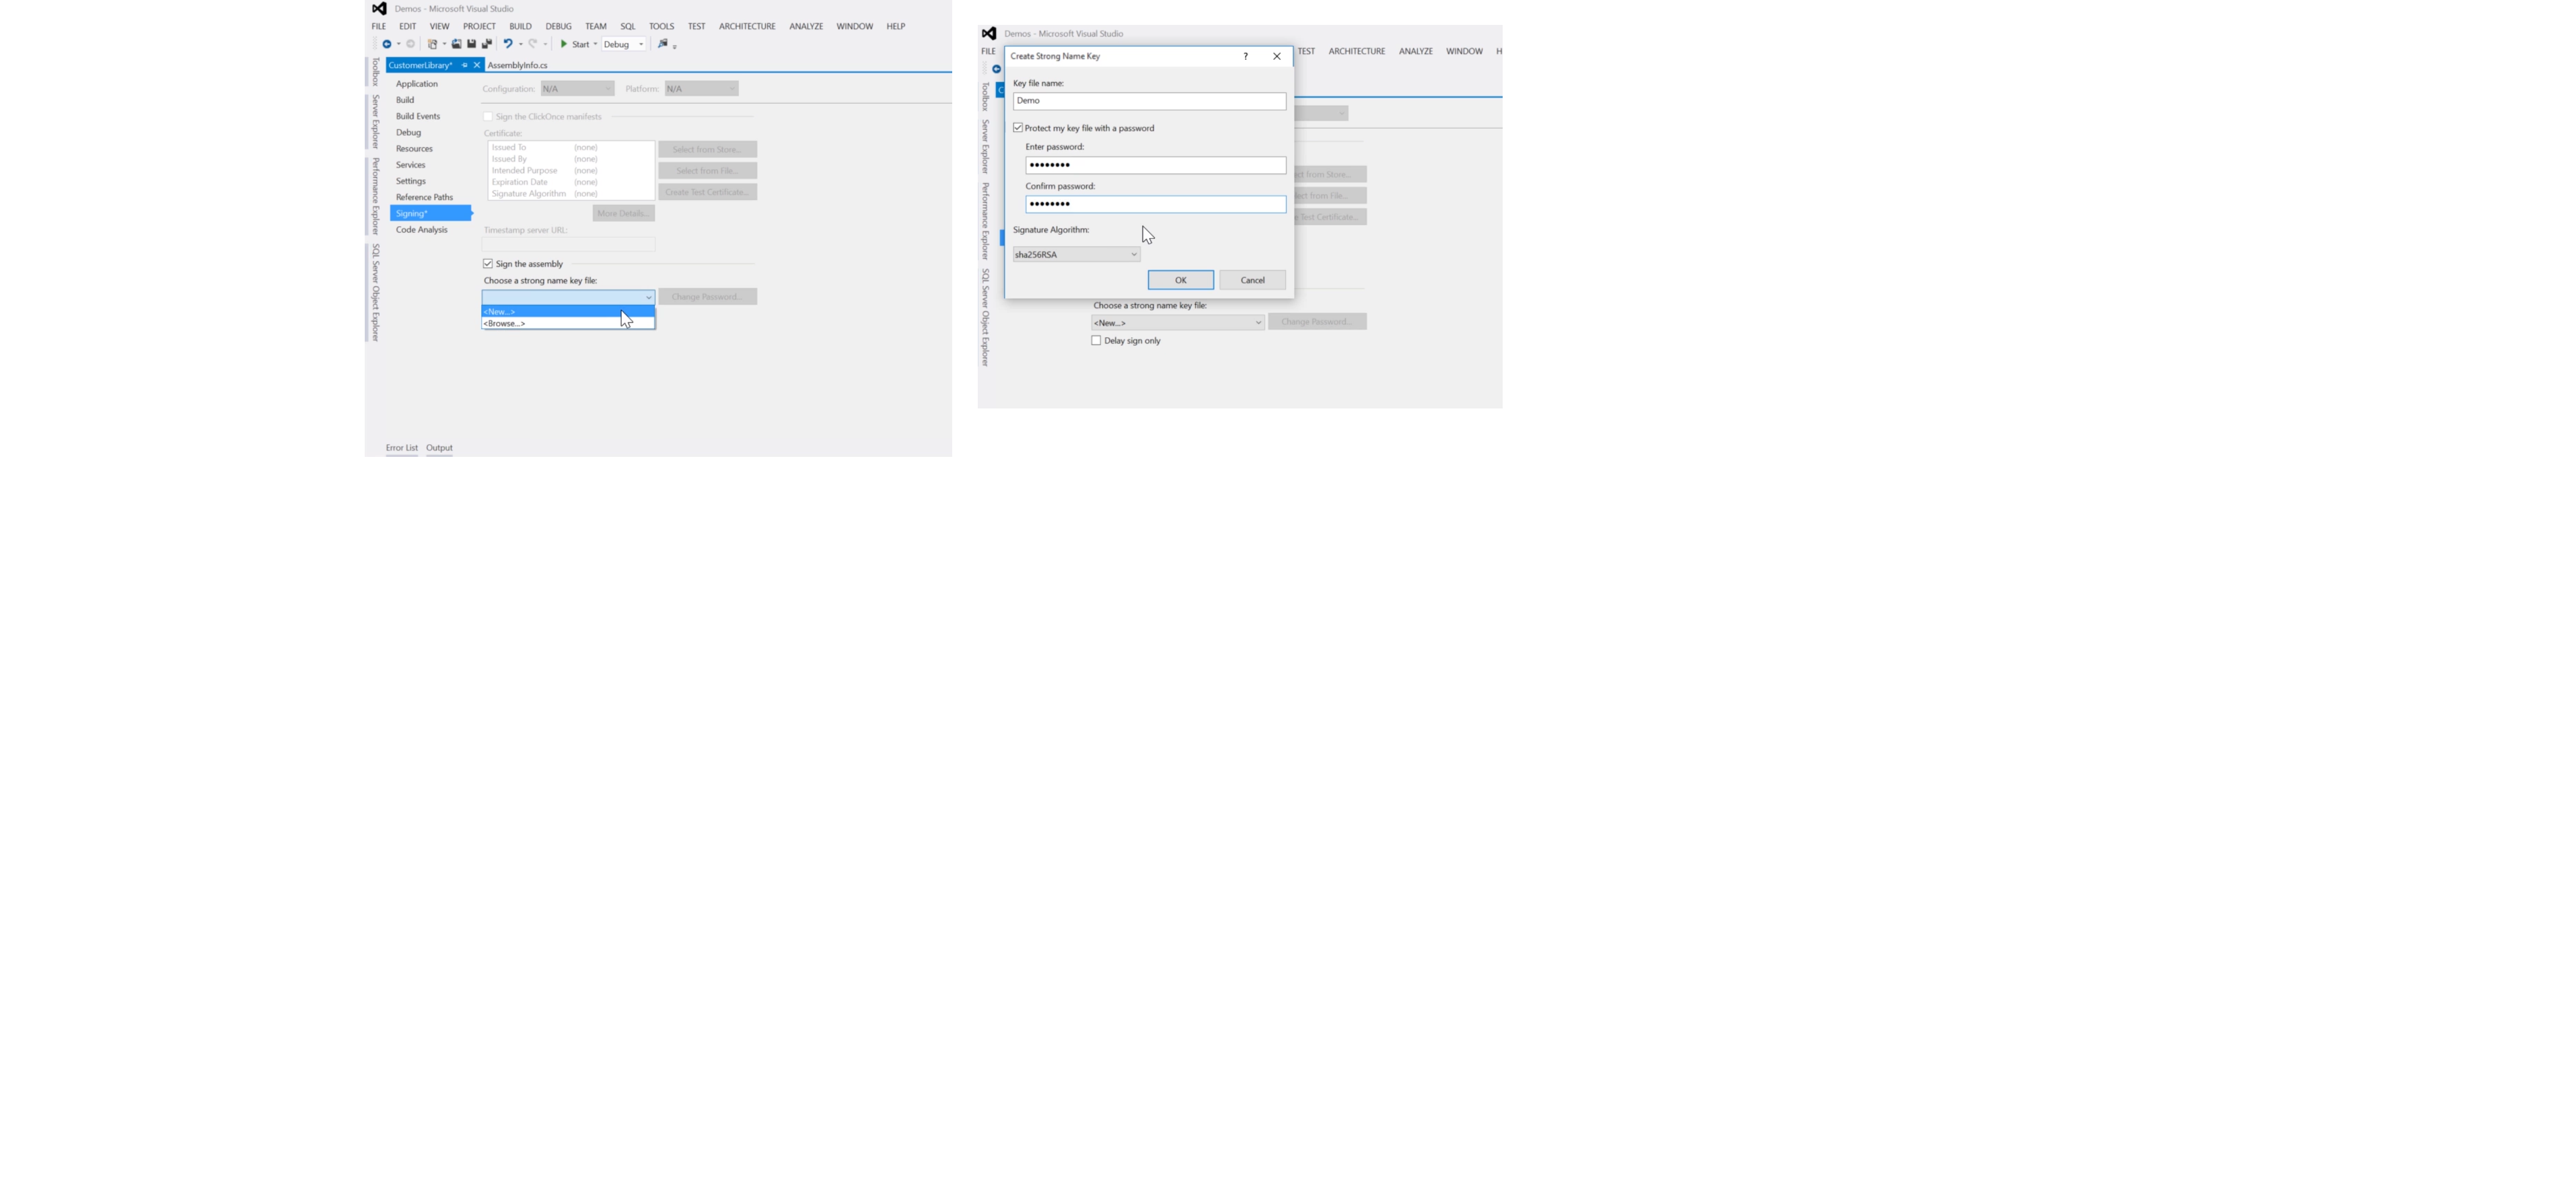 Demos - Microsoft Visual Studio
FILE EDIT VIEW PROJECT BUILD DEBUG TEAM SQL TOOLS TEST ARCHITECTURE ANALYZE WINDOW HELP
Start Debug
CustomerLibrary* AssemblyInfo.cs
Toolbox
Server Explorer
Performance Explorer
SQL Server Object Explorer
Application
Build
Build Events
Debug
Resources
Services
Settings
Reference Paths
Signing*
Code Analysis
Configuration: N/A Platform: N/A
Sign the ClickOnce manifests
Certificate:
Issued To (none)
Issued By (none)
Intended Purpose (none)
Expiration Date (none)
Signature Algorithm (none)
Select from Store...
Select from File...
Create Test Certificate...
More Details...
Timestamp server URL:
Sign the assembly
Choose a strong name key file:
Change Password...
<New...>
<Browse...>
Error List Output
Demos - Microsoft Visual Studio
FILE TEST ARCHITECTURE ANALYZE WINDOW H
Toolbox
Server Explorer
Performance Explorer
SQL Server Object Explorer
C
Create Strong Name Key ?
Key file name:
Demo
Protect my key file with a password
Enter password:
••••••••
Confirm password:
••••••••
Signature Algorithm:
sha256RSA
OK Cancel
ect from Store...
lect from File...
e Test Certificate...
Choose a strong name key file:
<New...> Change Password...
Delay sign only